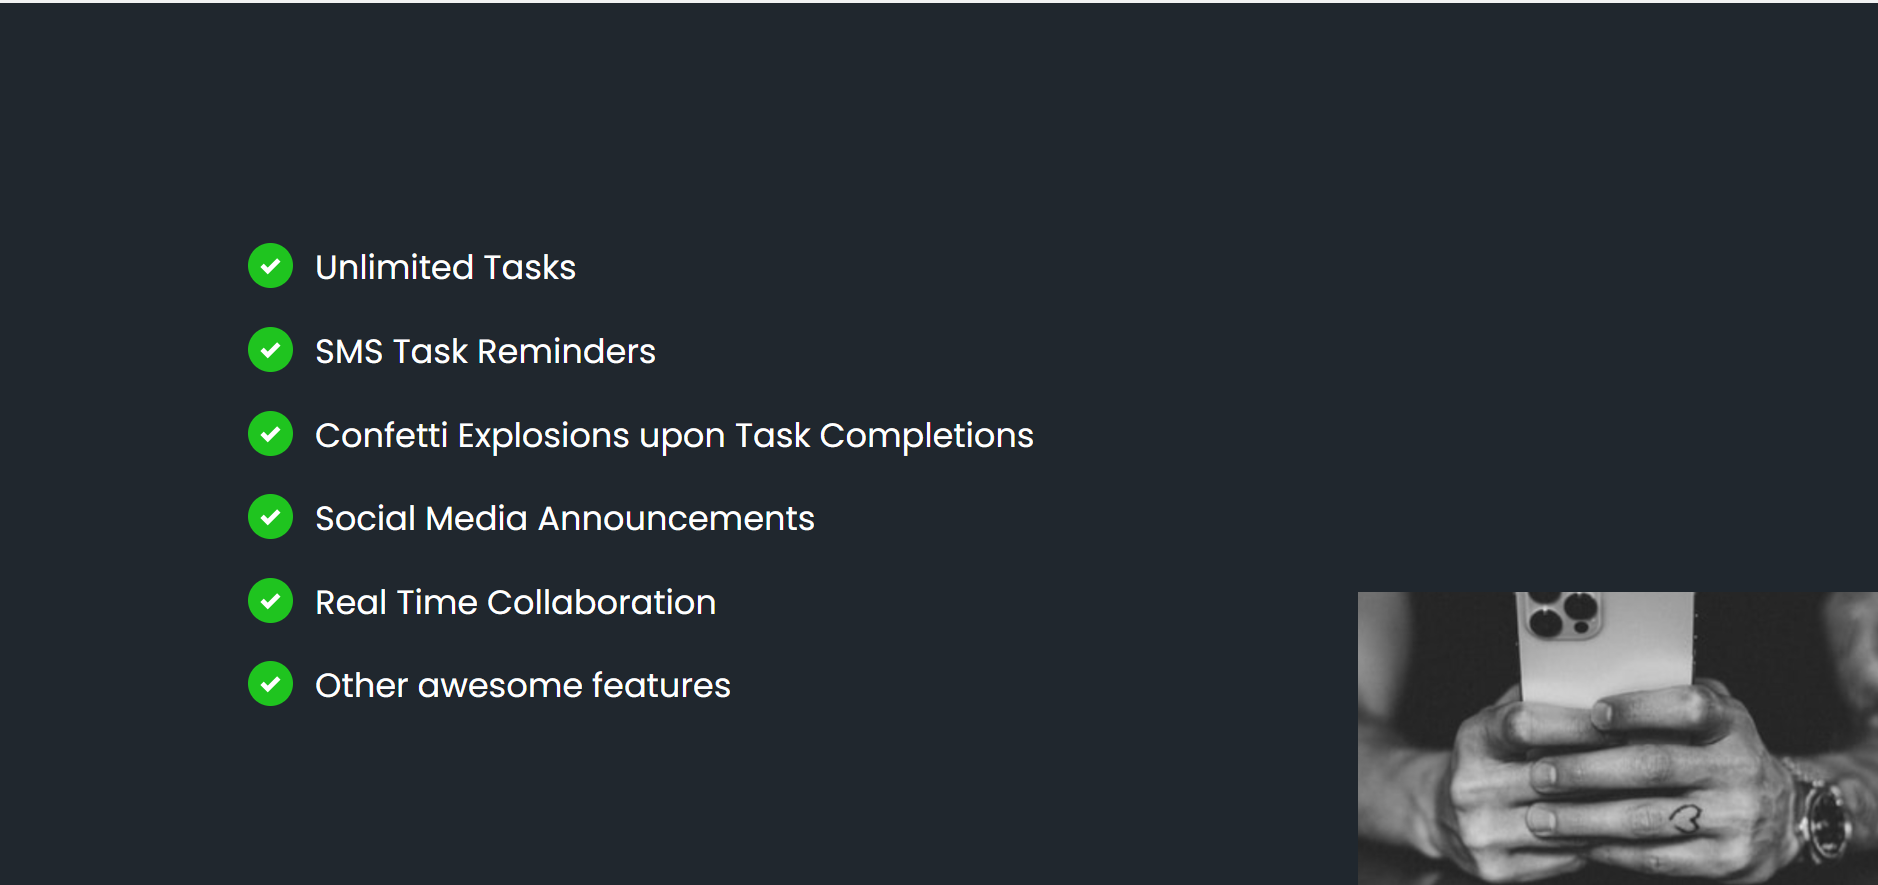 Unlimited Tasks
SMS Task Reminders
Confetti Explosions upon Task Completions
Social Media Announcements
Real Time Collaboration
Other awesome features